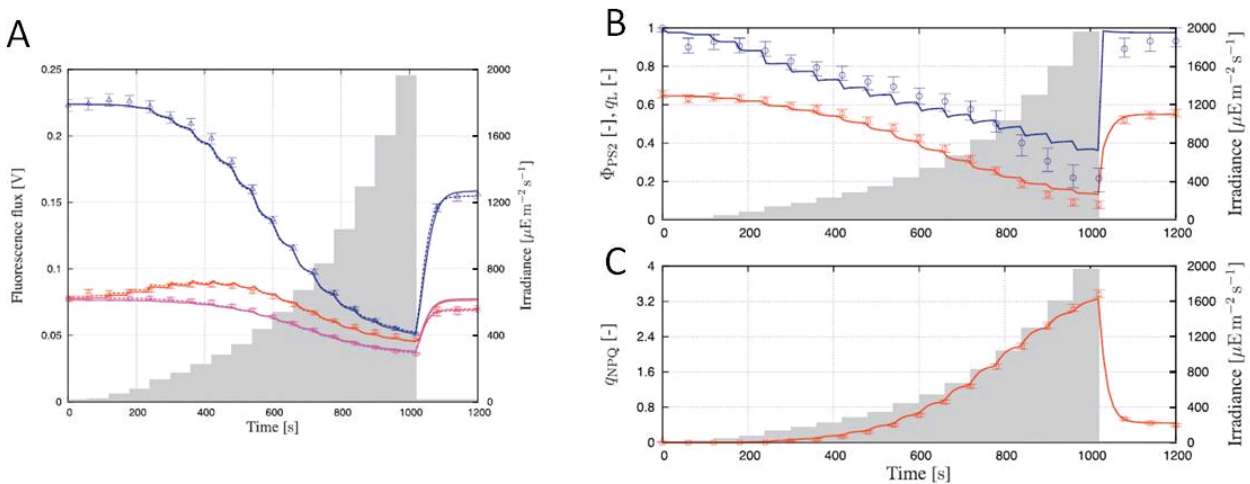 A
0.25
0.2
0.15
0.1
0.05
0
Fluorescence flux [V]
2000
1600
1200
800
400
0
Irradiance [μE m⁻² s⁻¹]
0 200 400 600 800 1000 1200
Time [s]
B
1
0.8
0.6
0.4
0.2
0
Φ_PS2 [-], q_L [-]
2000
1600
1200
800
400
0
Irradiance [μE m⁻² s⁻¹]
0 200 400 600 800 1000 1200
C
4
3.2
2.4
1.6
0.8
0
q_NPQ [-]
2000
1600
1200
800
400
0
Irradiance [μE m⁻² s⁻¹]
0 200 400 600 800 1000 1200
Time [s]